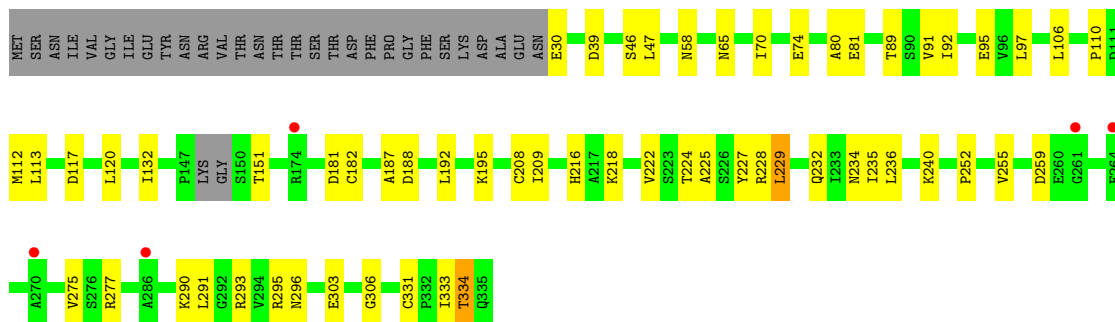 MET SER ASN ILE VAL GLY ILE GLU TYR ASN ARG VAL THR ASN THR THR SER THR ASP PHE PRO GLY PHE SER LYS ASP ALA GLU ASN E30 D39 S46 L47 N58 N65 I70 E74 A80 E81 T89 S90 V91 I92 E95 V96 L97 L106 P110
M112 L113 D117 L120 I132 P147 LYS GLY S150 T151 R174 D181 C182 A187 D188 L192 K195 C208 I209 H216 A217 K218 V222 S223 T224 A225 S226 Y227 R228 L229 Q232 I233 N234 I235 L236 K240 P252 V255 D259 E260 G261
A270 V275 S276 R277 A286 K290 L291 G292 R293 V294 R295 N296 E303 G306 C331 P332 I333 T334 Q335